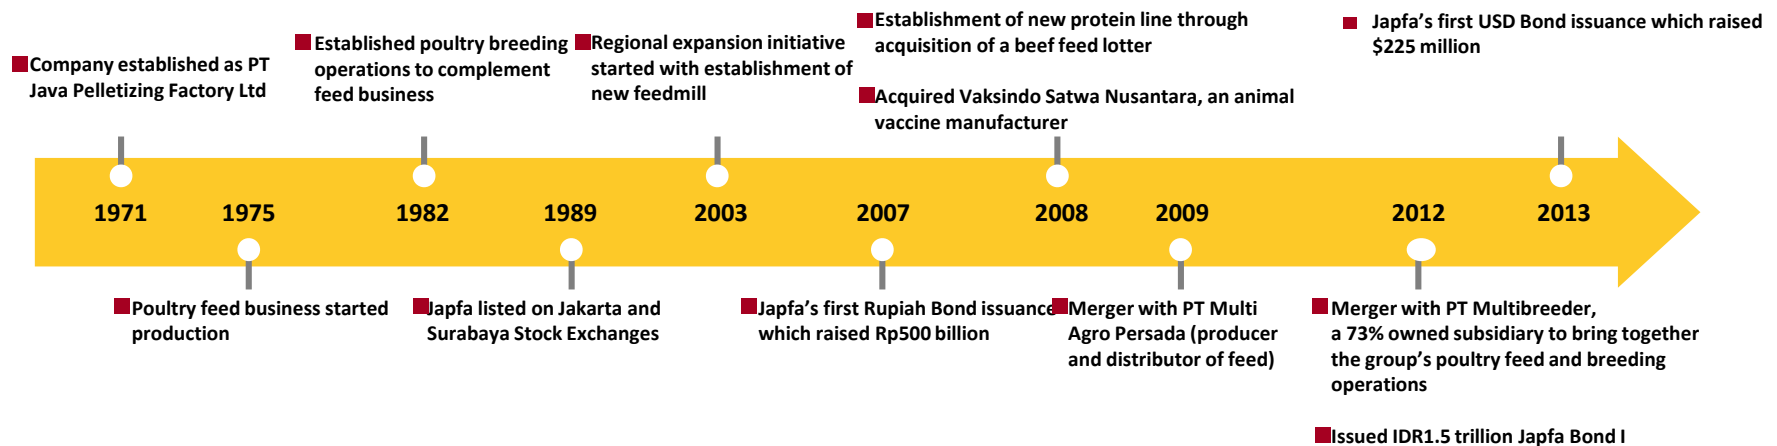 Company established as PT
Java Pelletizing Factory Ltd
Established poultry breeding
operations to complement
feed business
Regional expansion initiative
started with establishment of
new feedmill
Establishment of new protein line through
acquisition of a beef feed lotter
Acquired Vaksindo Satwa Nusantara, an animal
vaccine manufacturer
Japfa's first USD Bond issuance which raised
$225 million
1971
1975
1982
1989
2003
2007
2008
2009
2012
2013
Poultry feed business started
production
Japfa listed on Jakarta and
Surabaya Stock Exchanges
Japfa's first Rupiah Bond issuance
which raised Rp500 billion
Merger with PT Multi
Agro Persada (producer
and distributor of feed)
Merger with PT Multibreeder,
a 73% owned subsidiary to bring together
the group's poultry feed and breeding
operations
Issued IDR1.5 trillion Japfa Bond I